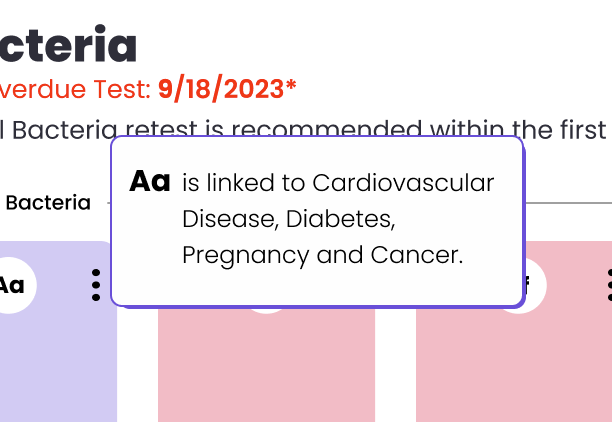 cteria
verdue Test: 9/18/2023*
l Bacteria retest is recommended within the first
Bacteria
Aa is linked to Cardiovascular
Disease, Diabetes,
Pregnancy and Cancer.
Aa